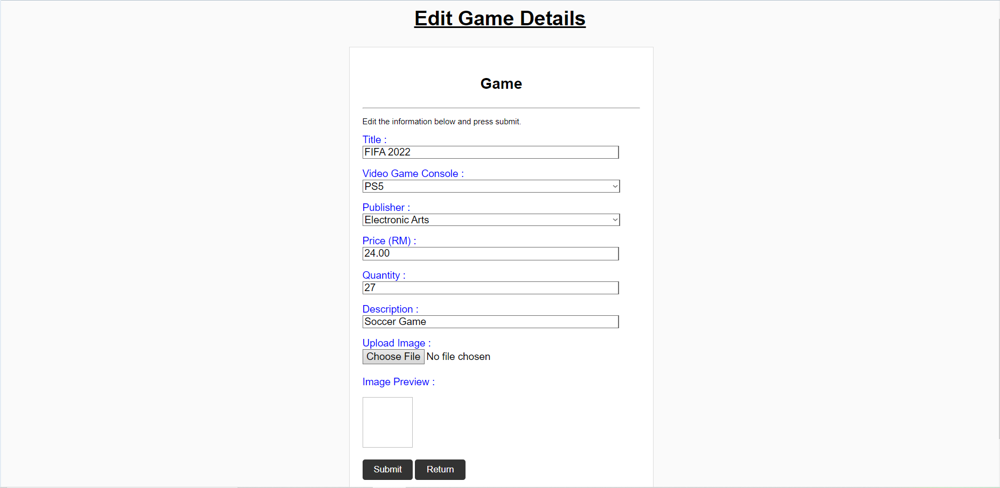 Edit Game Details
Game
Edit the information below and press submit.
Title :
FIFA 2022
Video Game Console :
PS5
Publisher :
Electronic Arts
Price (RM) :
24.00
Quantity :
27
Description :
Soccer Game
Upload Image :
Choose File No file chosen
Image Preview :
Submit Return